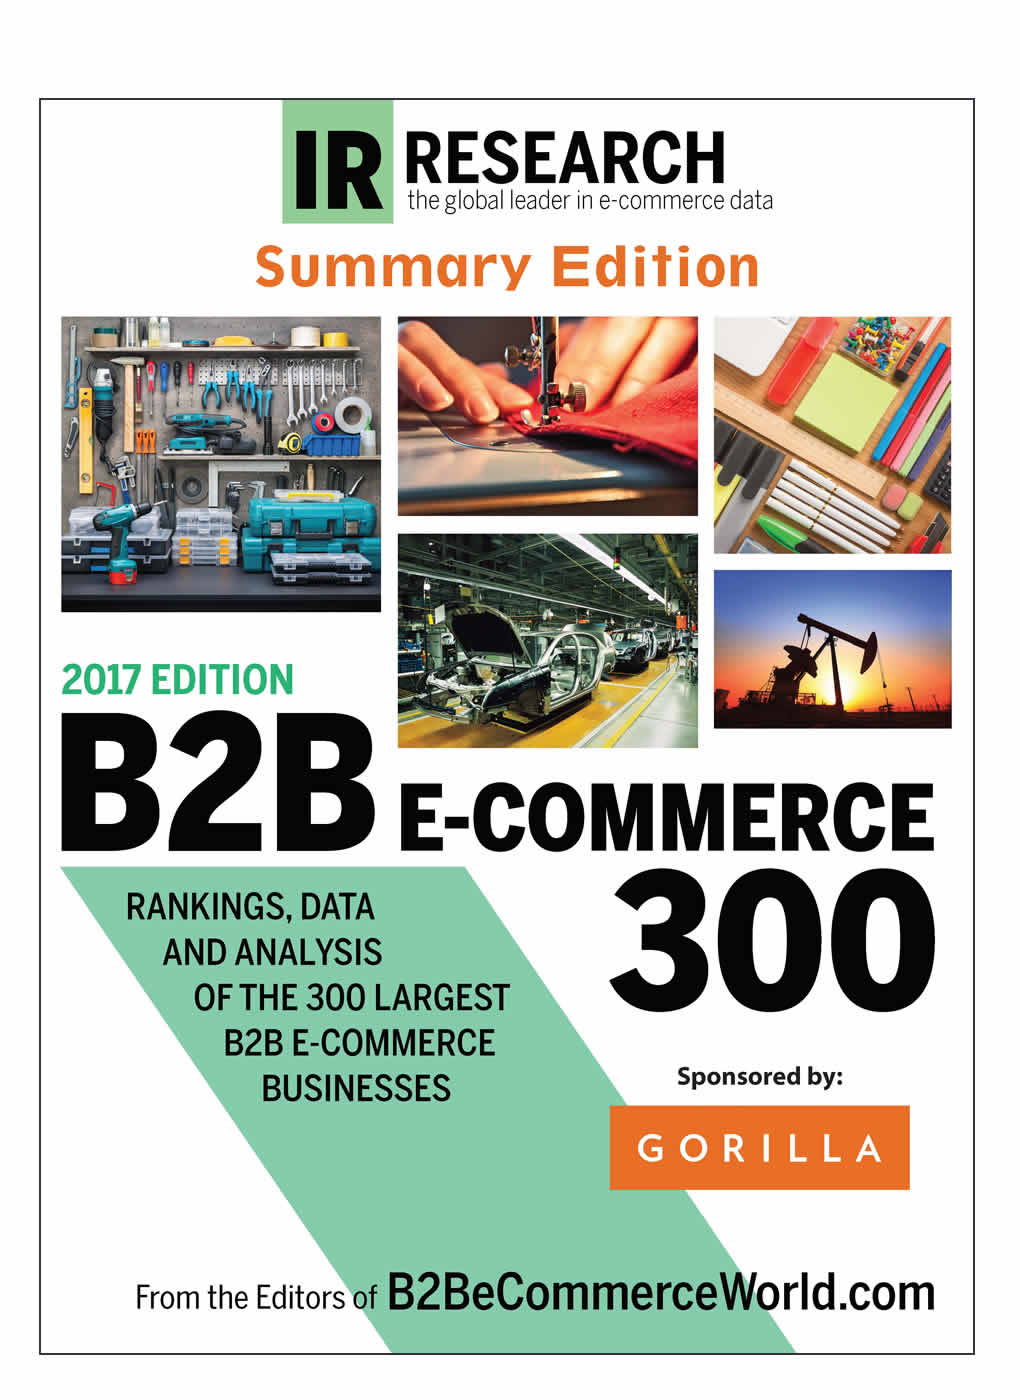 IR RESEARCH
the global leader in e-commerce data
Summary Edition
2017 EDITION
B2B E-COMMERCE
300
RANKINGS, DATA
AND ANALYSIS
OF THE 300 LARGEST
B2B E-COMMERCE
BUSINESSES
Sponsored by:
GORILLA
From the Editors of B2BeCommerceWorld.com